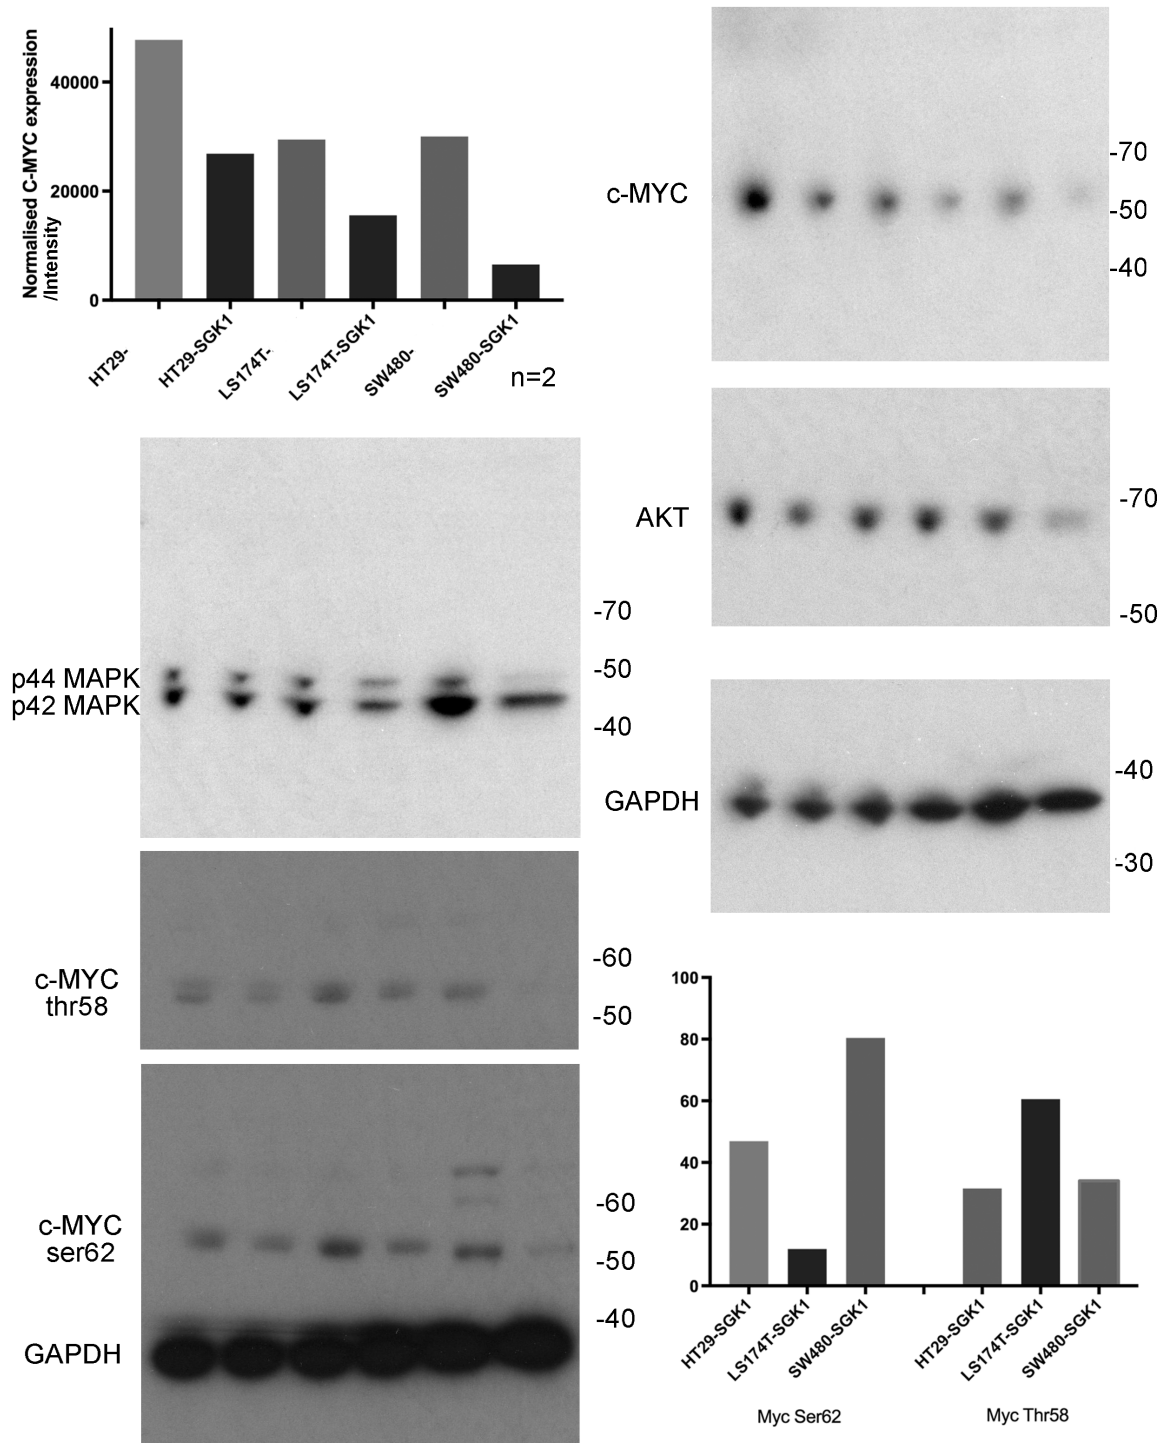 Normalised C-MYC expression
/Intensity
40000
20000
0
HT29-
HT29-SGK1
LS174T-
LS174T-SGK1
SW480-
SW480-SGK1
n=2
c-MYC
-70
-50
-40
AKT
-70
-50
p44 MAPK
p42 MAPK
-70
-50
-40
GAPDH
-40
-30
c-MYC
thr58
-60
-50
c-MYC
ser62
GAPDH
-60
-50
-40
100
80
60
40
20
0
HT29-SGK1
LS174T-SGK1
SW480-SGK1
HT29-SGK1
LS174T-SGK1
SW480-SGK1
Myc Ser62
Myc Thr58